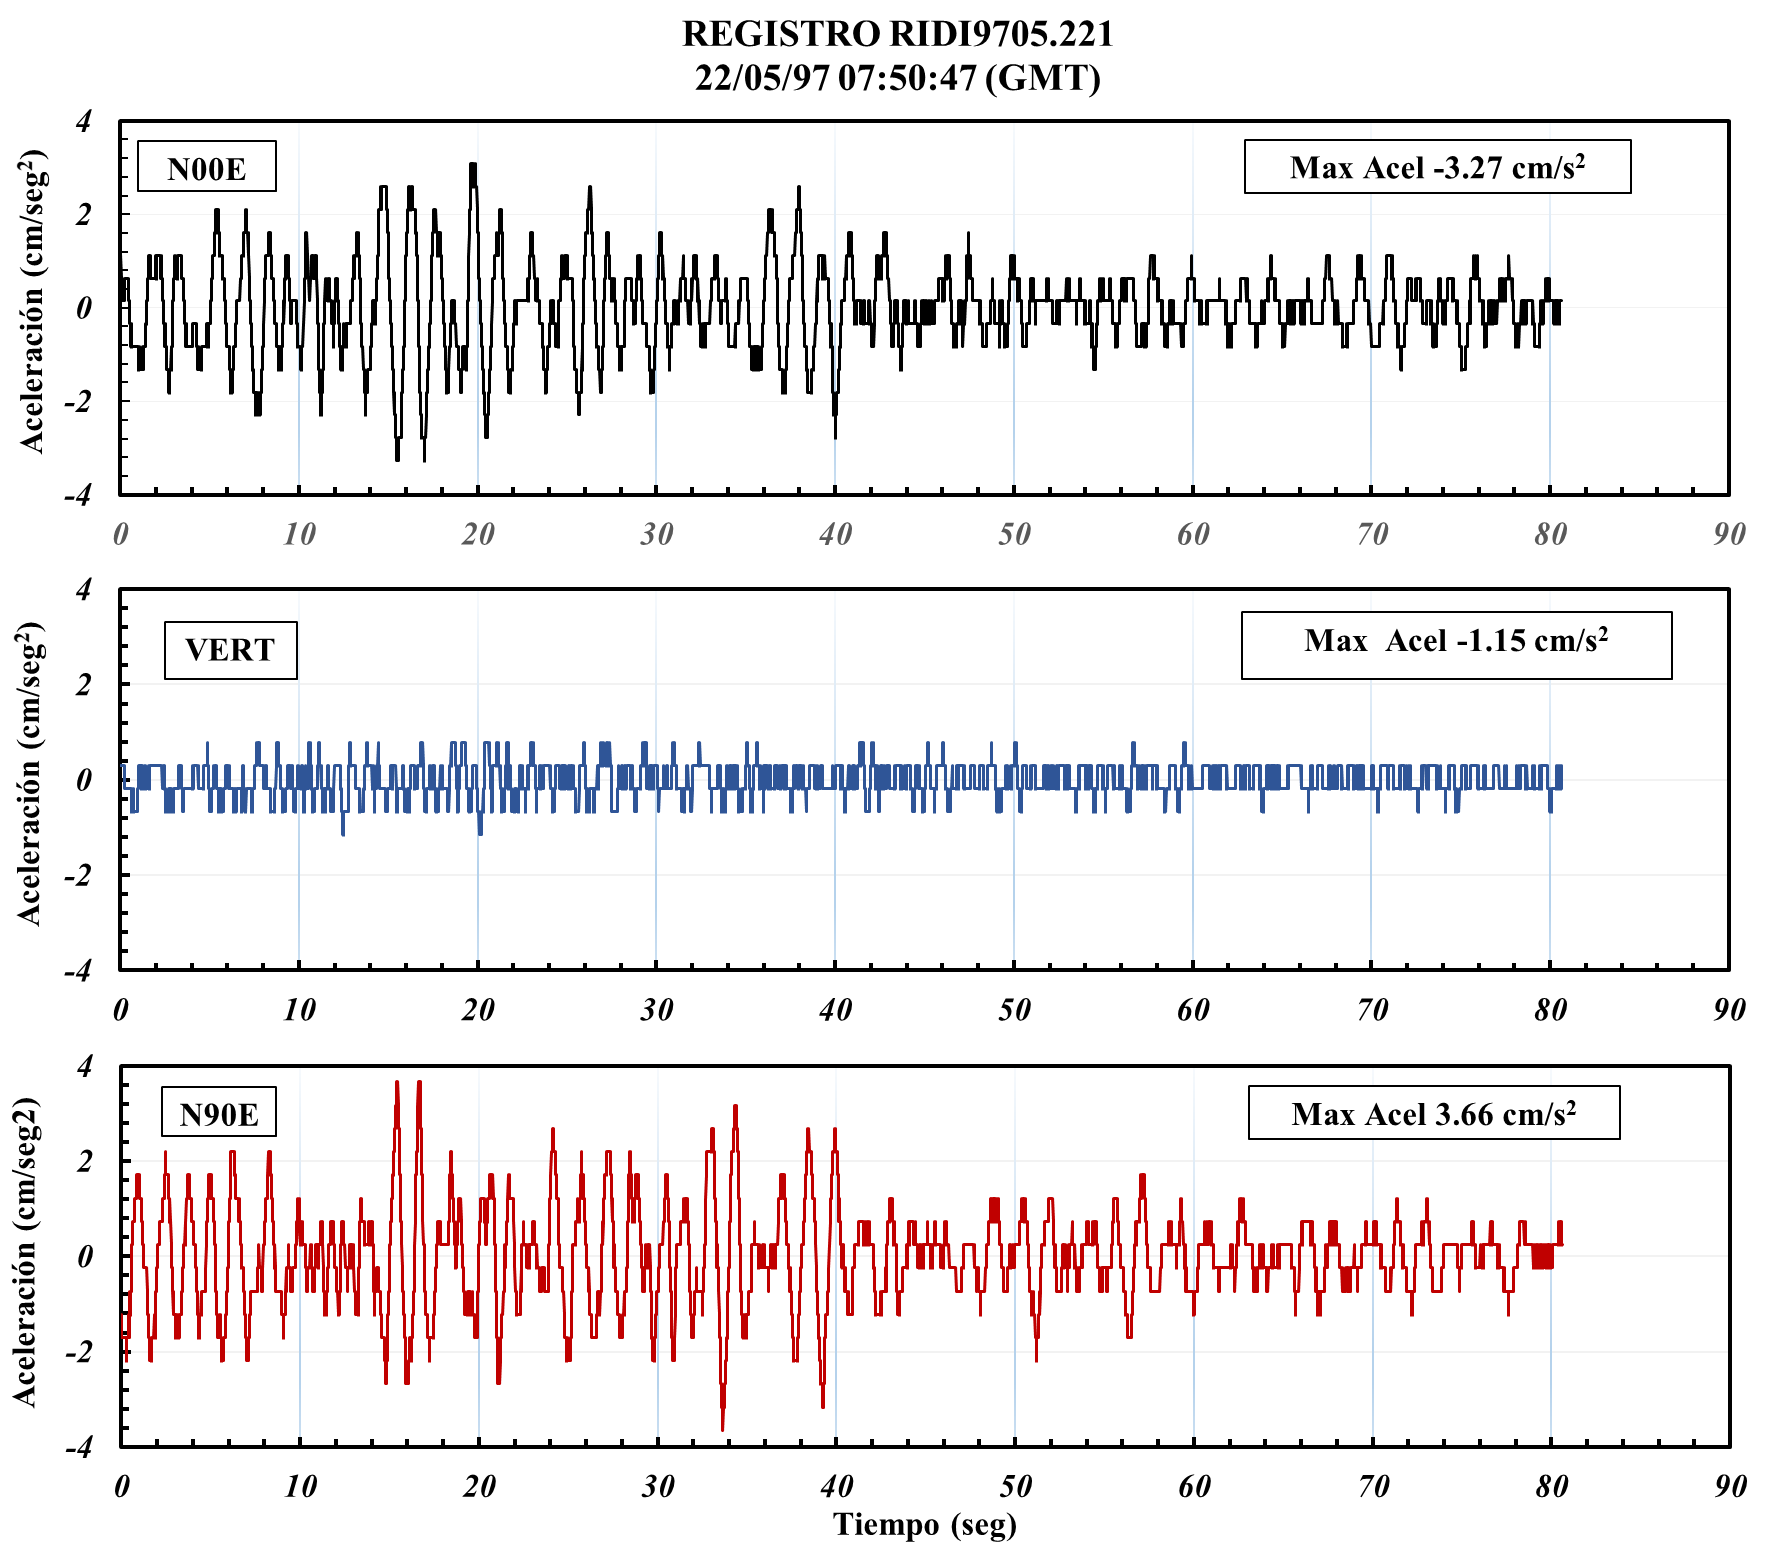 REGISTRO RIDI9705.221
22/05/97 07:50:47 (GMT)
Aceleración (cm/seg²)
4
2
0
-2
-4
N00E
Max Acel -3.27 cm/s²
0 10 20 30 40 50 60 70 80 90
Aceleración (cm/seg²)
4
2
0
-2
-4
VERT
Max Acel -1.15 cm/s²
0 10 20 30 40 50 60 70 80 90
Aceleración (cm/seg2)
4
2
0
-2
-4
N90E
Max Acel 3.66 cm/s²
0 10 20 30 40 50 60 70 80 90
Tiempo (seg)